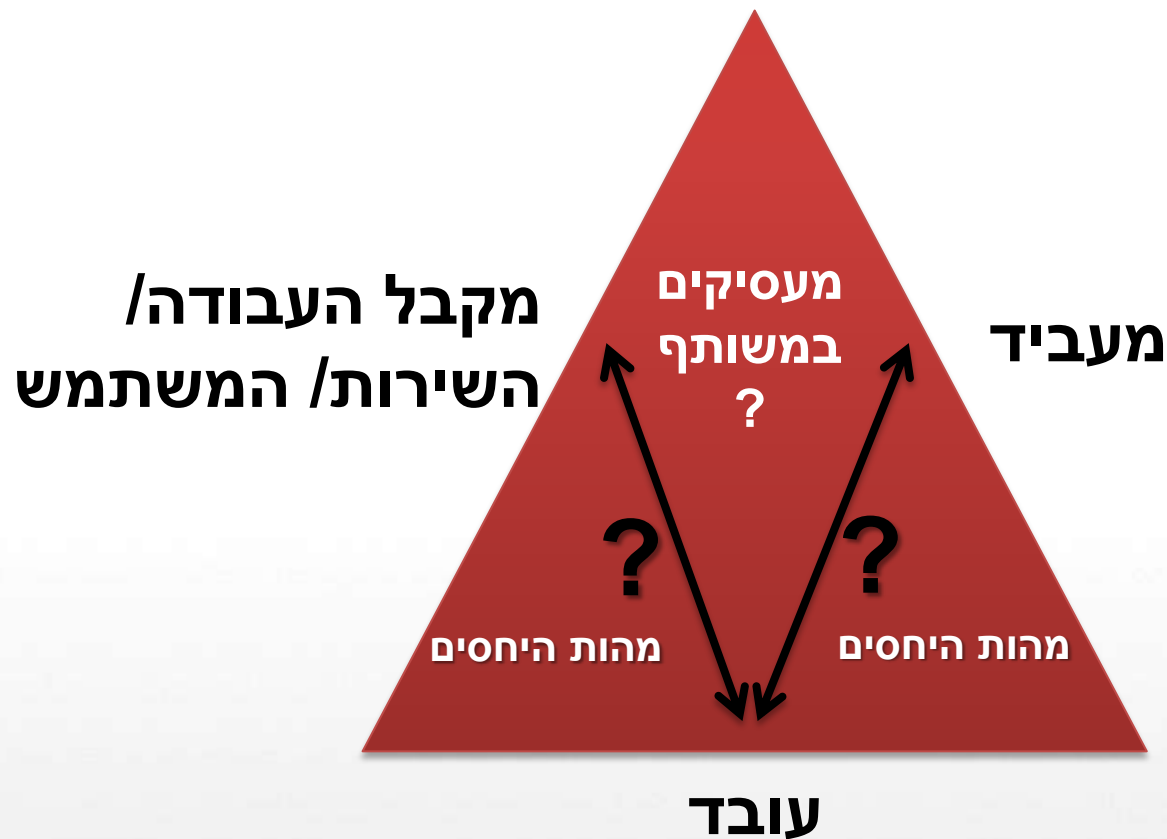 מעסיקים
במשותף
?
מעביד
מקבל העבודה/
השירות/ המשתמש
?
?
מהות היחסים
מהות היחסים
עובד